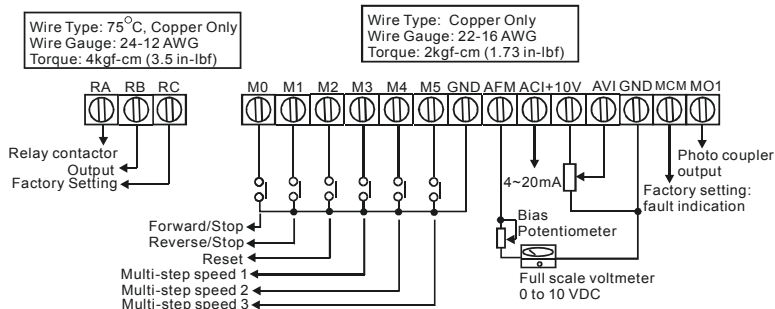 Wire Type: 75°C, Copper Only
Wire Gauge: 24-12 AWG
Torque: 4kgf-cm (3.5 in-lbf)
Wire Type: Copper Only
Wire Gauge: 22-16 AWG
Torque: 2kgf-cm (1.73 in-lbf)
RA RB RC
M0 M1 M2 M3 M4 M5 GND AFM ACI +10V AVI GND MCM MO1
Relay contactor
Output
Factory Setting
4~20mA
Photo coupler
output
Factory setting:
fault indication
Bias
Potentiometer
Forward/Stop
Reverse/Stop
Reset
Multi-step speed 1
Multi-step speed 2
Multi-step speed 3
Full scale voltmeter
0 to 10 VDC